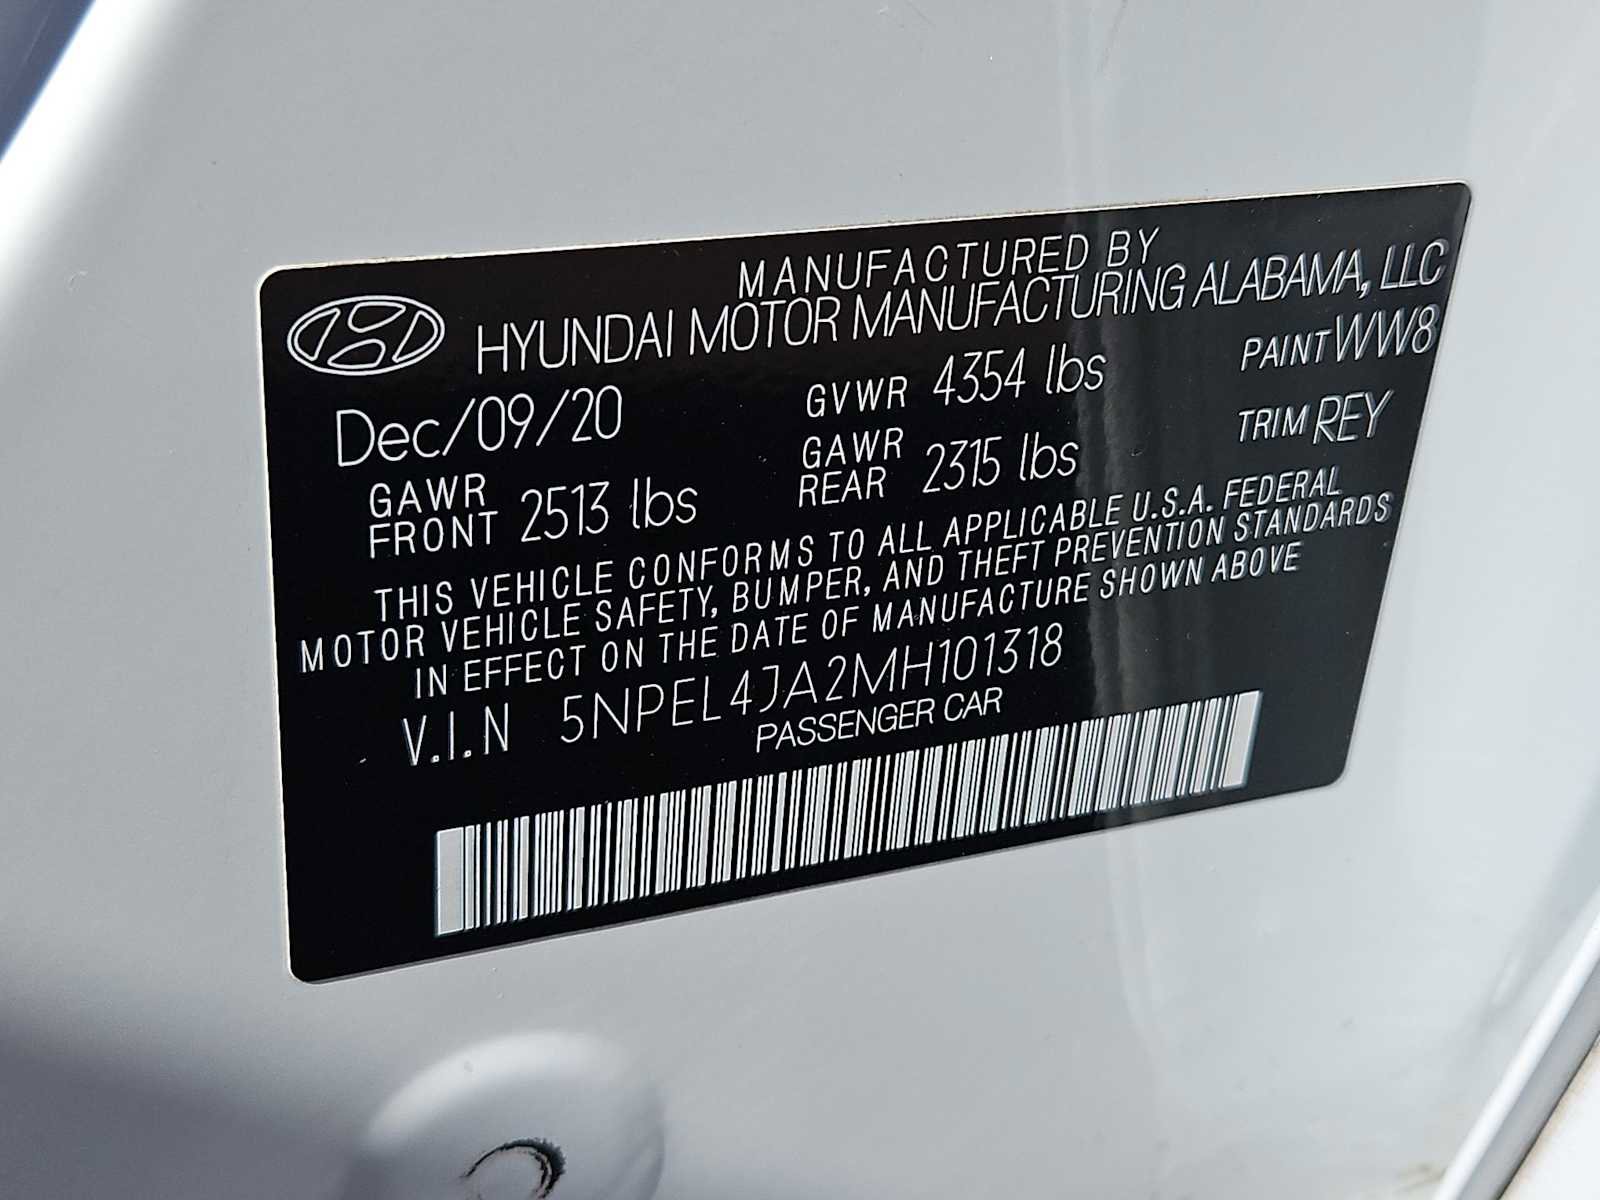 MANUFACTURED BY
HYUNDAI MOTOR MANUFACTURING ALABAMA, LLC
Dec/09/20 GVWR 4354 lbs PAINT WW8
GAWR FRONT 2513 lbs GAWR REAR 2315 lbs TRIM REY
THIS VEHICLE CONFORMS TO ALL APPLICABLE U.S.A. FEDERAL
MOTOR VEHICLE SAFETY, BUMPER, AND THEFT PREVENTION STANDARDS
IN EFFECT ON THE DATE OF MANUFACTURE SHOWN ABOVE
V.I.N 5NPEL4JA2MH101318
PASSENGER CAR